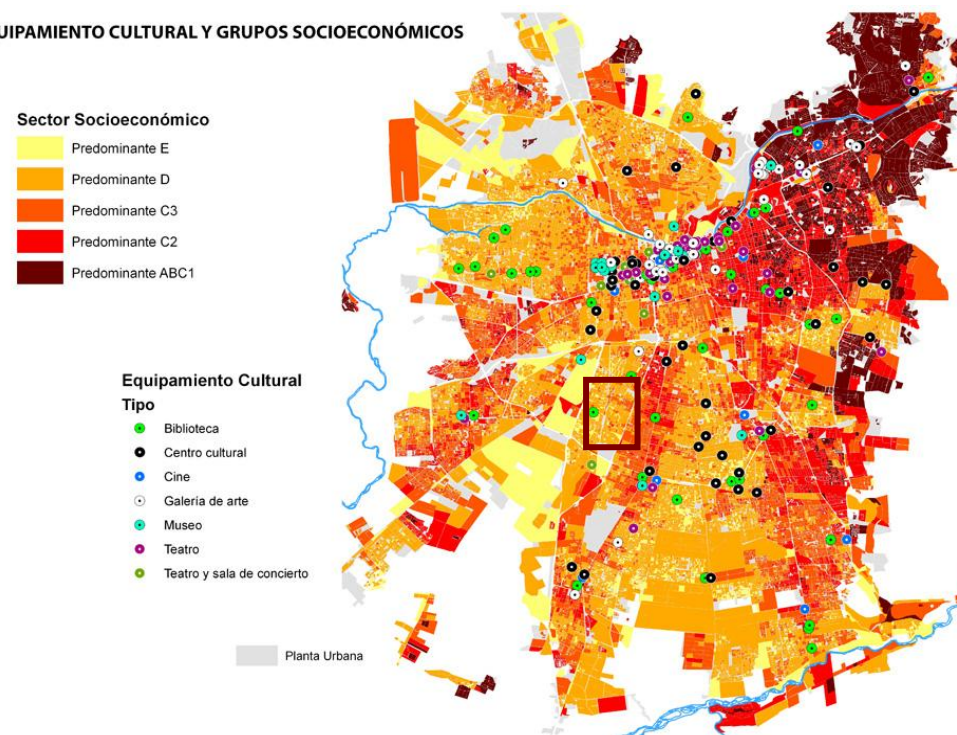 UIPAMIENTO CULTURAL Y GRUPOS SOCIOECONÓMICOS
Sector Socioeconómico
Predominante E
Predominante D
Predominante C3
Predominante C2
Predominante ABC1
Equipamiento Cultural
Tipo
Biblioteca
Centro cultural
Cine
Galería de arte
Museo
Teatro
Teatro y sala de concierto
Planta Urbana